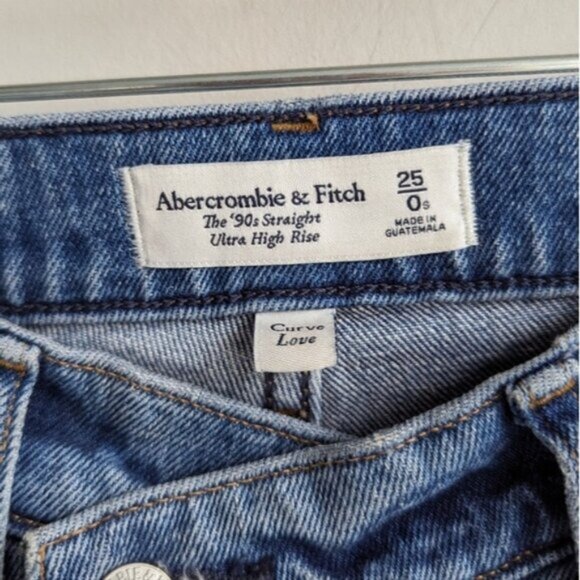 Abercrombie & Fitch
The '90s Straight
Ultra High Rise
25
0s
MADE IN
GUATEMALA
Curve
Love